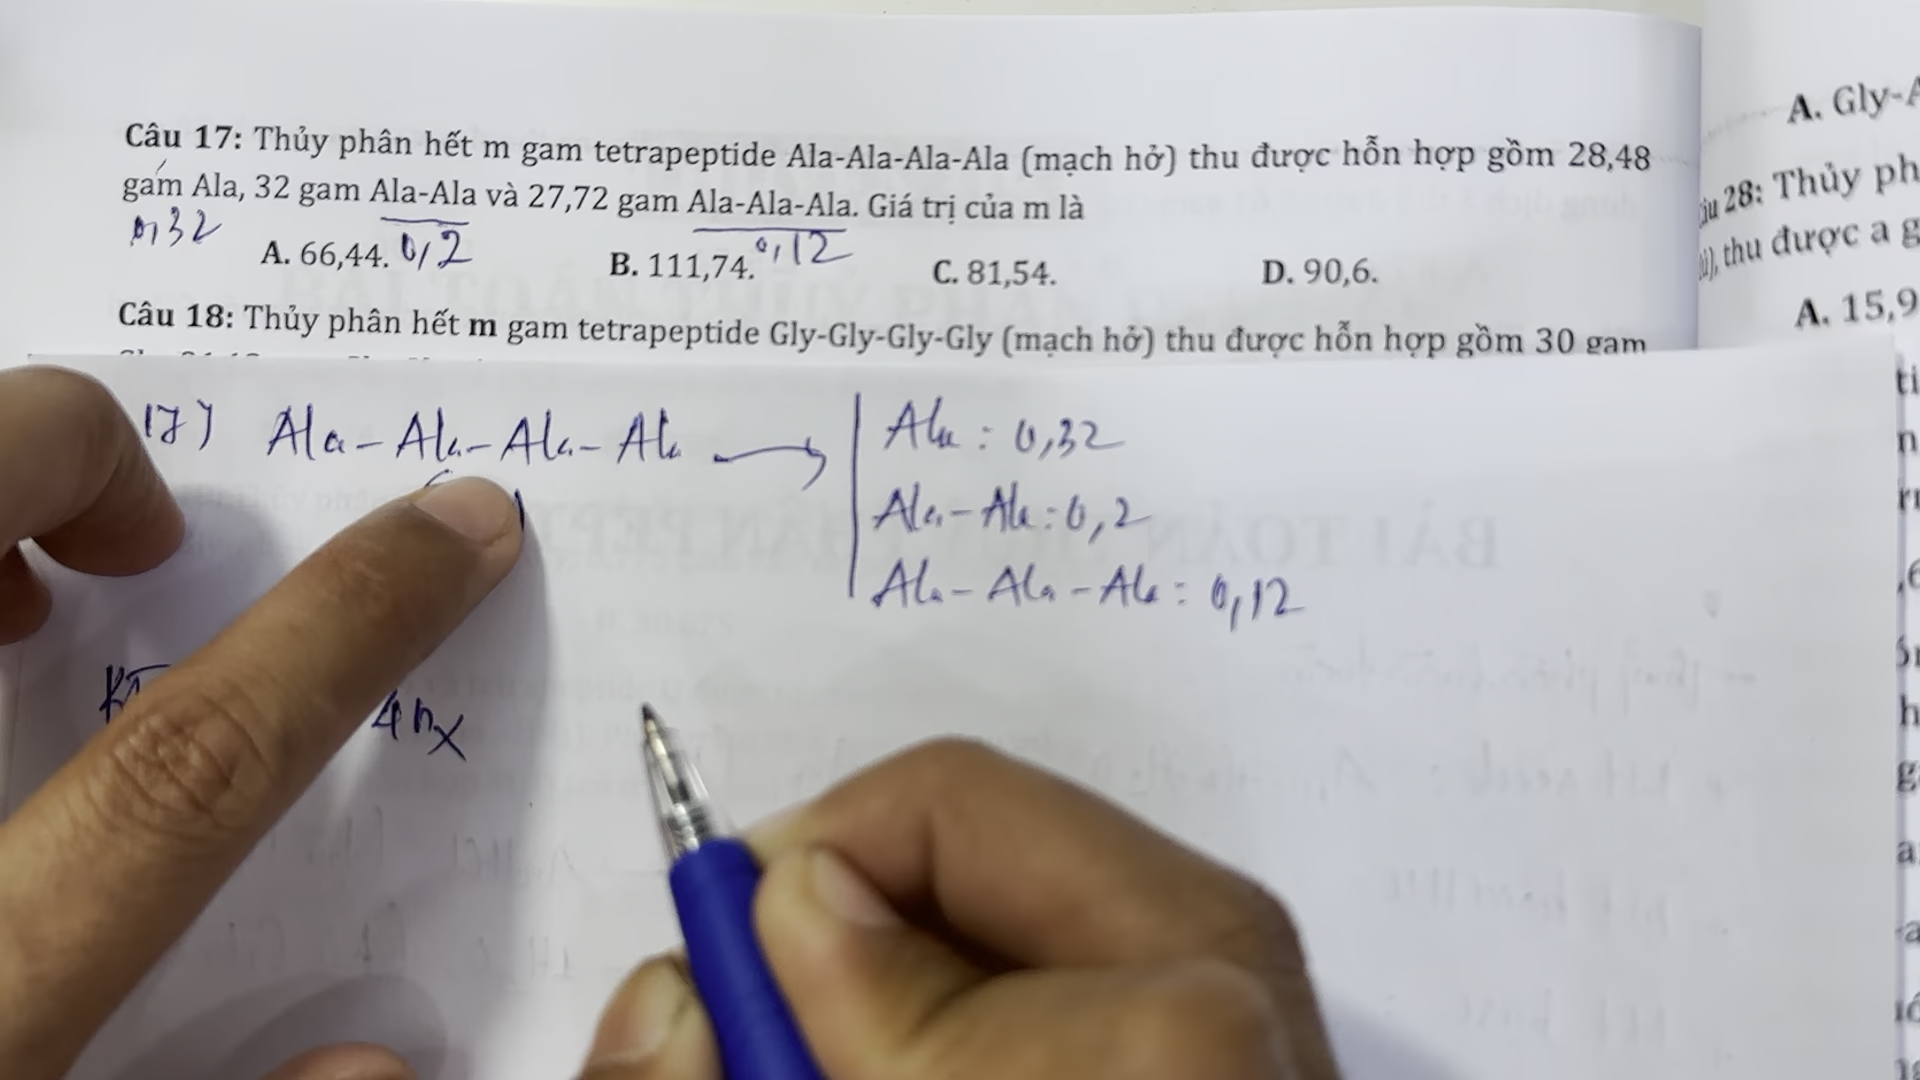 Câu 17: Thủy phân hết m gam tetrapeptide Ala-Ala-Ala-Ala (mạch hở) thu được hỗn hợp gồm 28,48
gam Ala, 32 gam Ala-Ala và 27,72 gam Ala-Ala-Ala. Giá trị của m là
0,32 0,2 0,12
A. 66,44. B. 111,74. C. 81,54. D. 90,6.
Câu 18: Thủy phân hết m gam tetrapeptide Gly-Gly-Gly-Gly (mạch hở) thu được hỗn hợp gồm 30 gam
17) Ala - Ala - Ala - Ala → Ala : 0,32
Ala - Ala : 0,2
Ala - Ala - Ala : 0,12
4nx
A. Gly-A
28: Thủy ph
thu được a g
A. 15,9